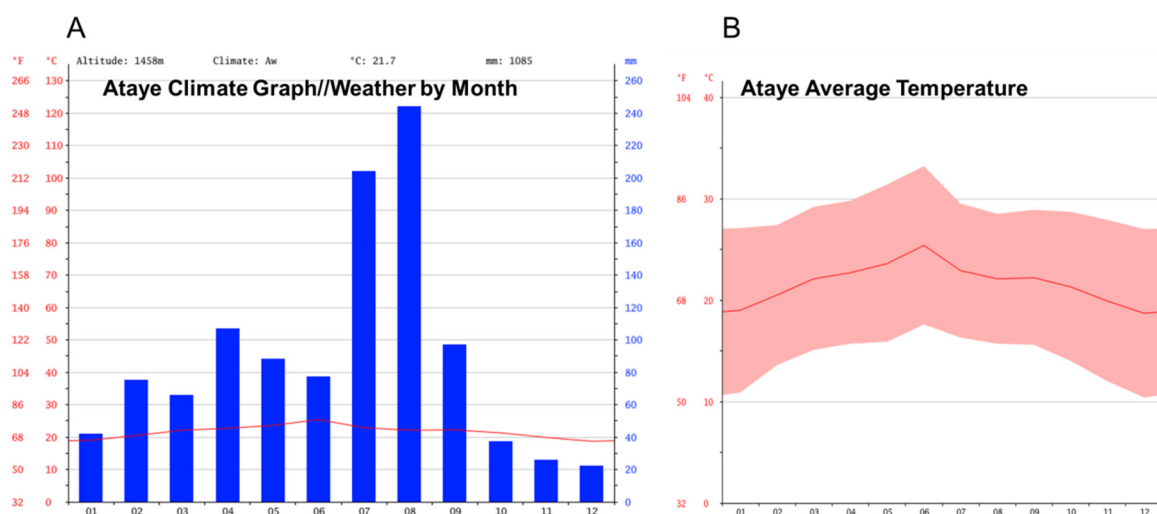 A
B
°F °C Altitude: 1458m Climate: Aw °C: 21.7 mm: 1085 mm
Ataye Climate Graph//Weather by Month
266 130 260
248 120 240
230 110 220
212 100 200
194 90 180
176 80 160
158 70 140
140 60 120
122 50 100
104 40 80
86 30 60
68 20 40
50 10 20
32 0 0
01 02 03 04 05 06 07 08 09 10 11 12
°F °C
Ataye Average Temperature
104 40
86 30
68 20
50 10
32 0
01 02 03 04 05 06 07 08 09 10 11 12